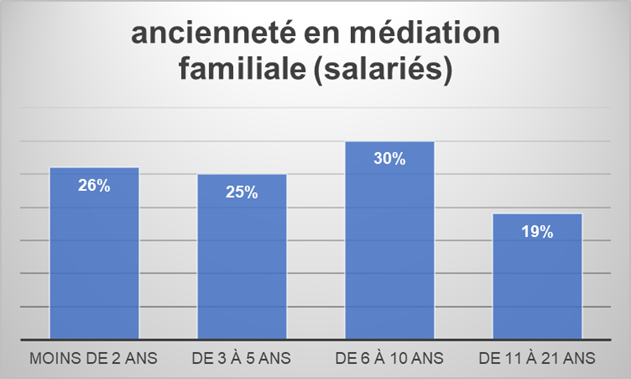 ancienneté en médiation
familiale (salariés)
26%
25%
30%
19%
MOINS DE 2 ANS
DE 3 À 5 ANS
DE 6 À 10 ANS
DE 11 À 21 ANS